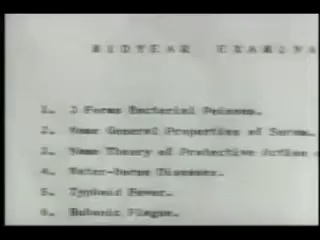 MIDYEAR EXAMINA
1. 3 Forms Bacterial Poisons.
2. Name General Properties of Serum.
3. Name Theory of Protective Action
4. Water-borne Diseases.
5. Typhoid Fever.
6. Bubonic Plague.